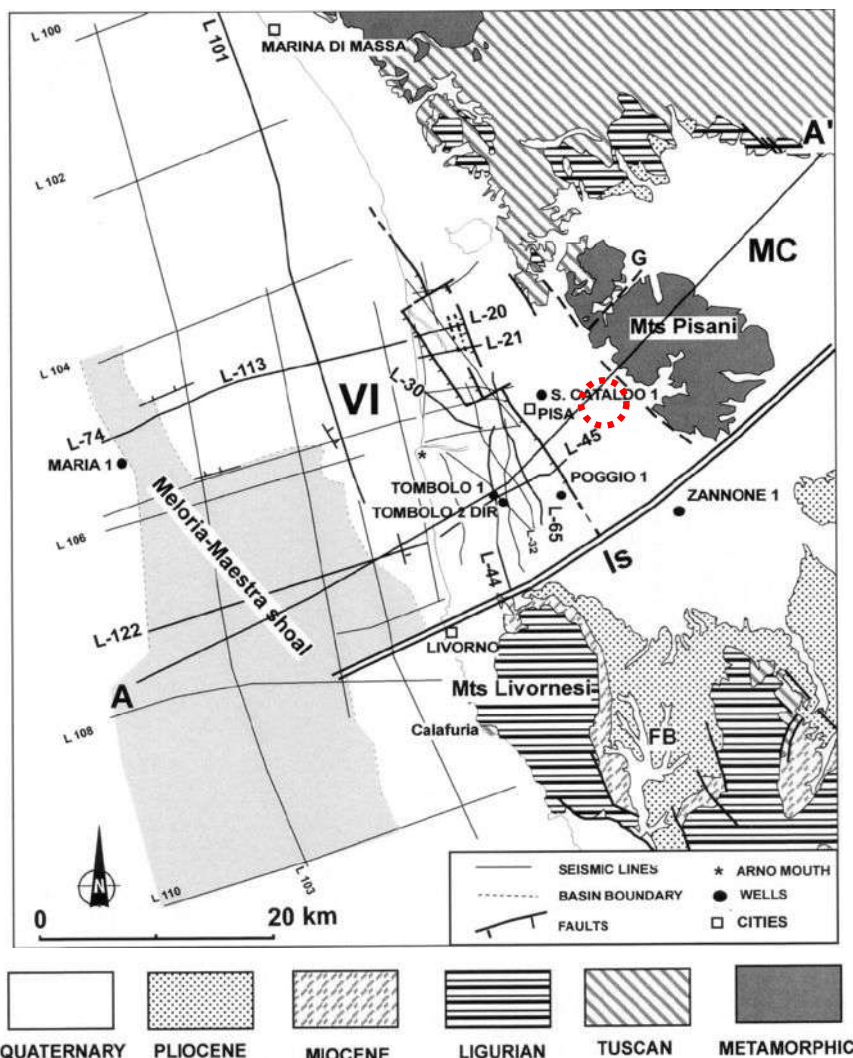 L 100
L 101
MARINA DI MASSA
A'
L 102
MC
G
Mts Pisani
L-20
L-21
L 104
L-113
L-30
VI
S. CATALDO 1
PISA
L-74
L-45
MARIA 1
TOMBOLO 1
POGGIO 1
TOMBOLO 2 DIR
ZANNONE 1
L-65
L 106
L-32
Meloria-Maestra shoal
Is
L-44
L-122
LIVORNO
A
Mts Livornesi
L 108
Calafuria
FB
N
L 110
L 103
0 20 km
SEISMIC LINES
BASIN BOUNDARY
FAULTS
* ARNO MOUTH
WELLS
CITIES
QUATERNARY PLIOCENE MIOCENE LIGURIAN TUSCAN METAMORPHIC